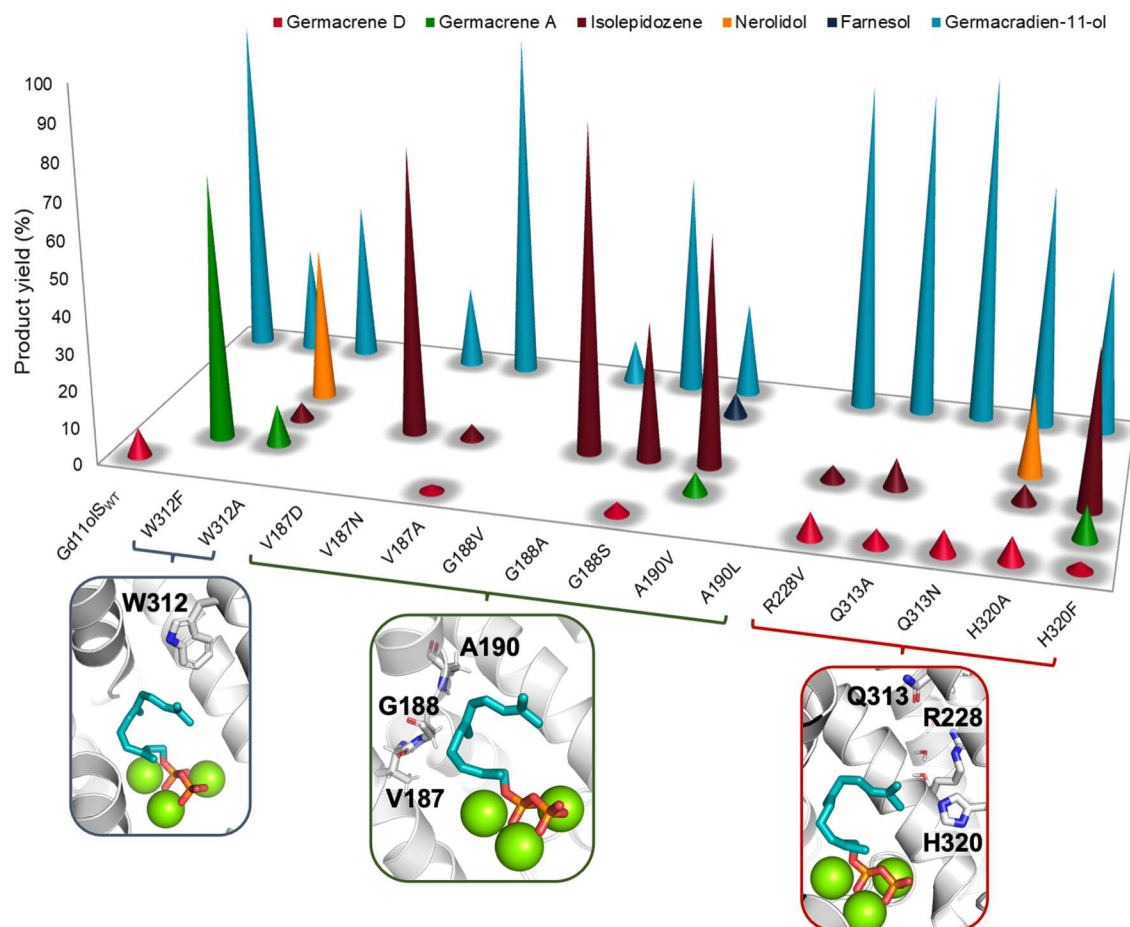 Germacrene D Germacrene A Isolepidozene Nerolidol Farnesol Germacradien-11-ol
Product yield (%)
100
90
80
70
60
50
40
30
20
10
0
Gd11olSWT
W312F
W312A
V187D
V187N
V187A
G188V
G188A
G188S
A190V
A190L
R228V
Q313A
Q313N
H320A
H320F
W312
A190
G188
V187
Q313
R228
H320